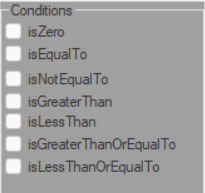 Conditions
isZero
isEqualTo
isNotEqualTo
isGreaterThan
isLessThan
isGreaterThanOrEqualTo
isLessThanOrEqualTo